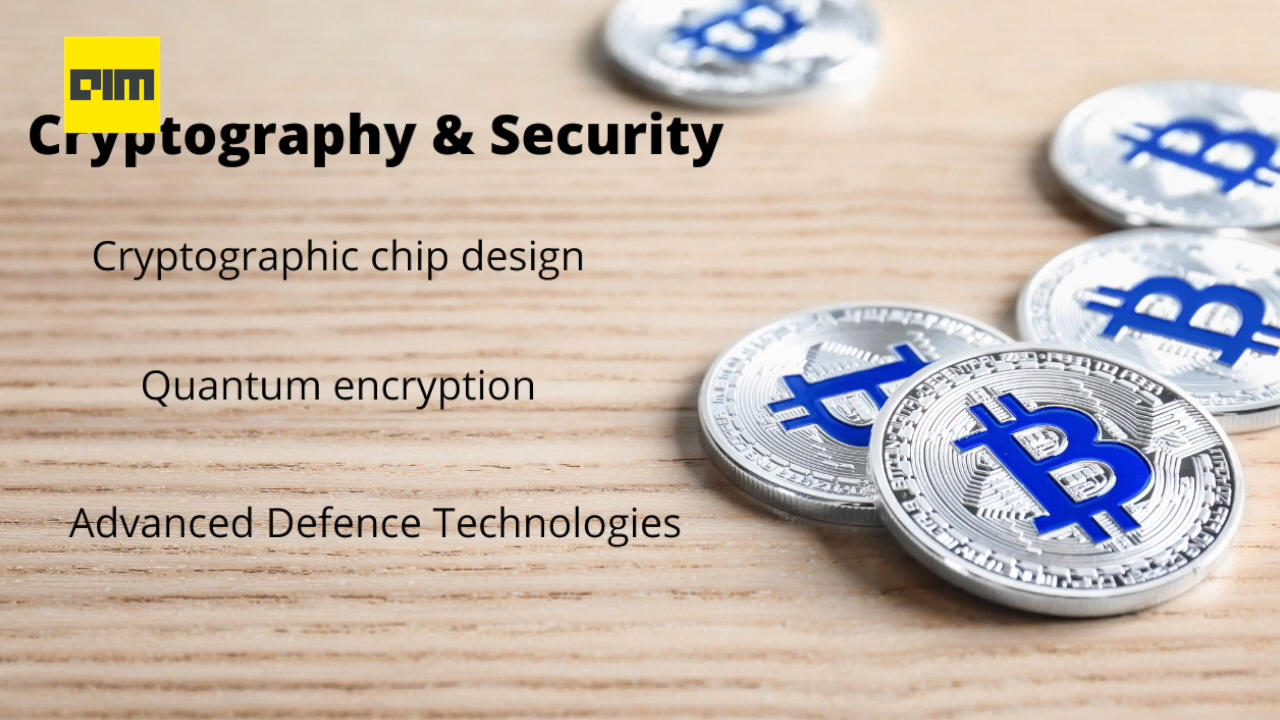 AIM
Cryptography & Security
Cryptographic chip design
Quantum encryption
Advanced Defence Technologies